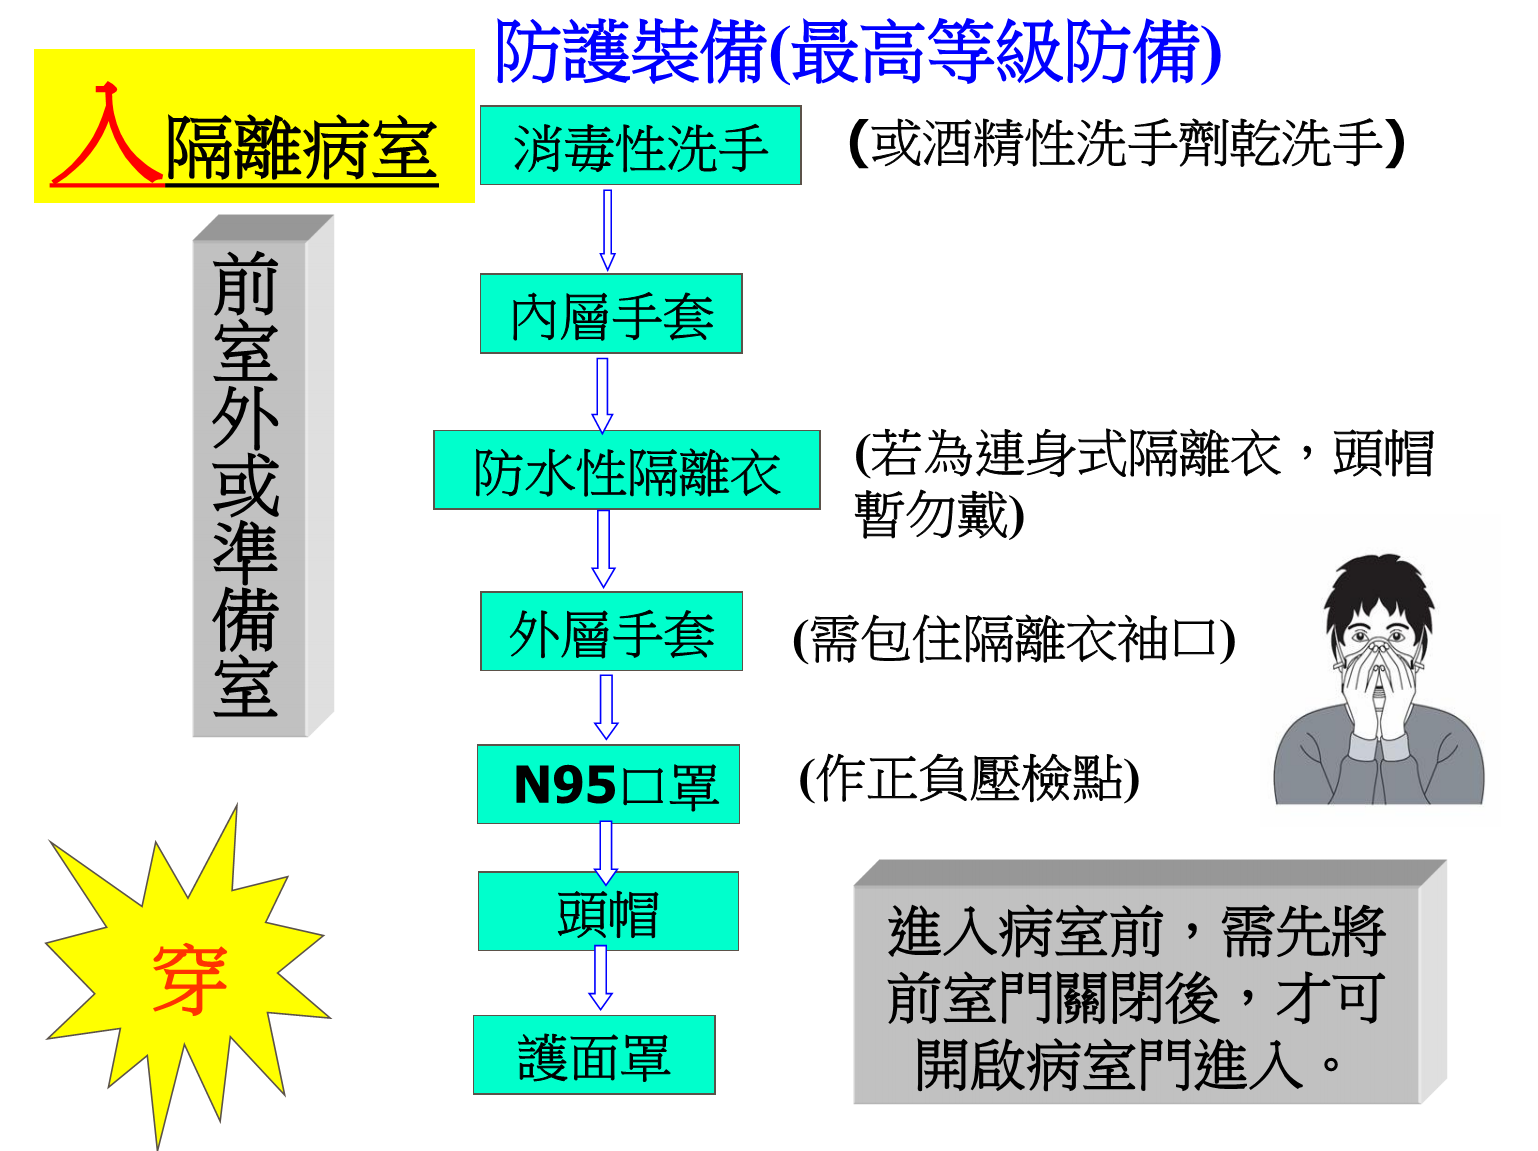 防護裝備(最高等級防備)
入隔離病室
消毒性洗手
(或酒精性洗手劑乾洗手)
前室外或準備室
內層手套
防水性隔離衣
(若為連身式隔離衣，頭帽
暫勿戴)
外層手套
(需包住隔離衣袖口)
N95口罩
(作正負壓檢點)
頭帽
護面罩
穿
進入病室前，需先將
前室門關閉後，才可
開啟病室門進入。